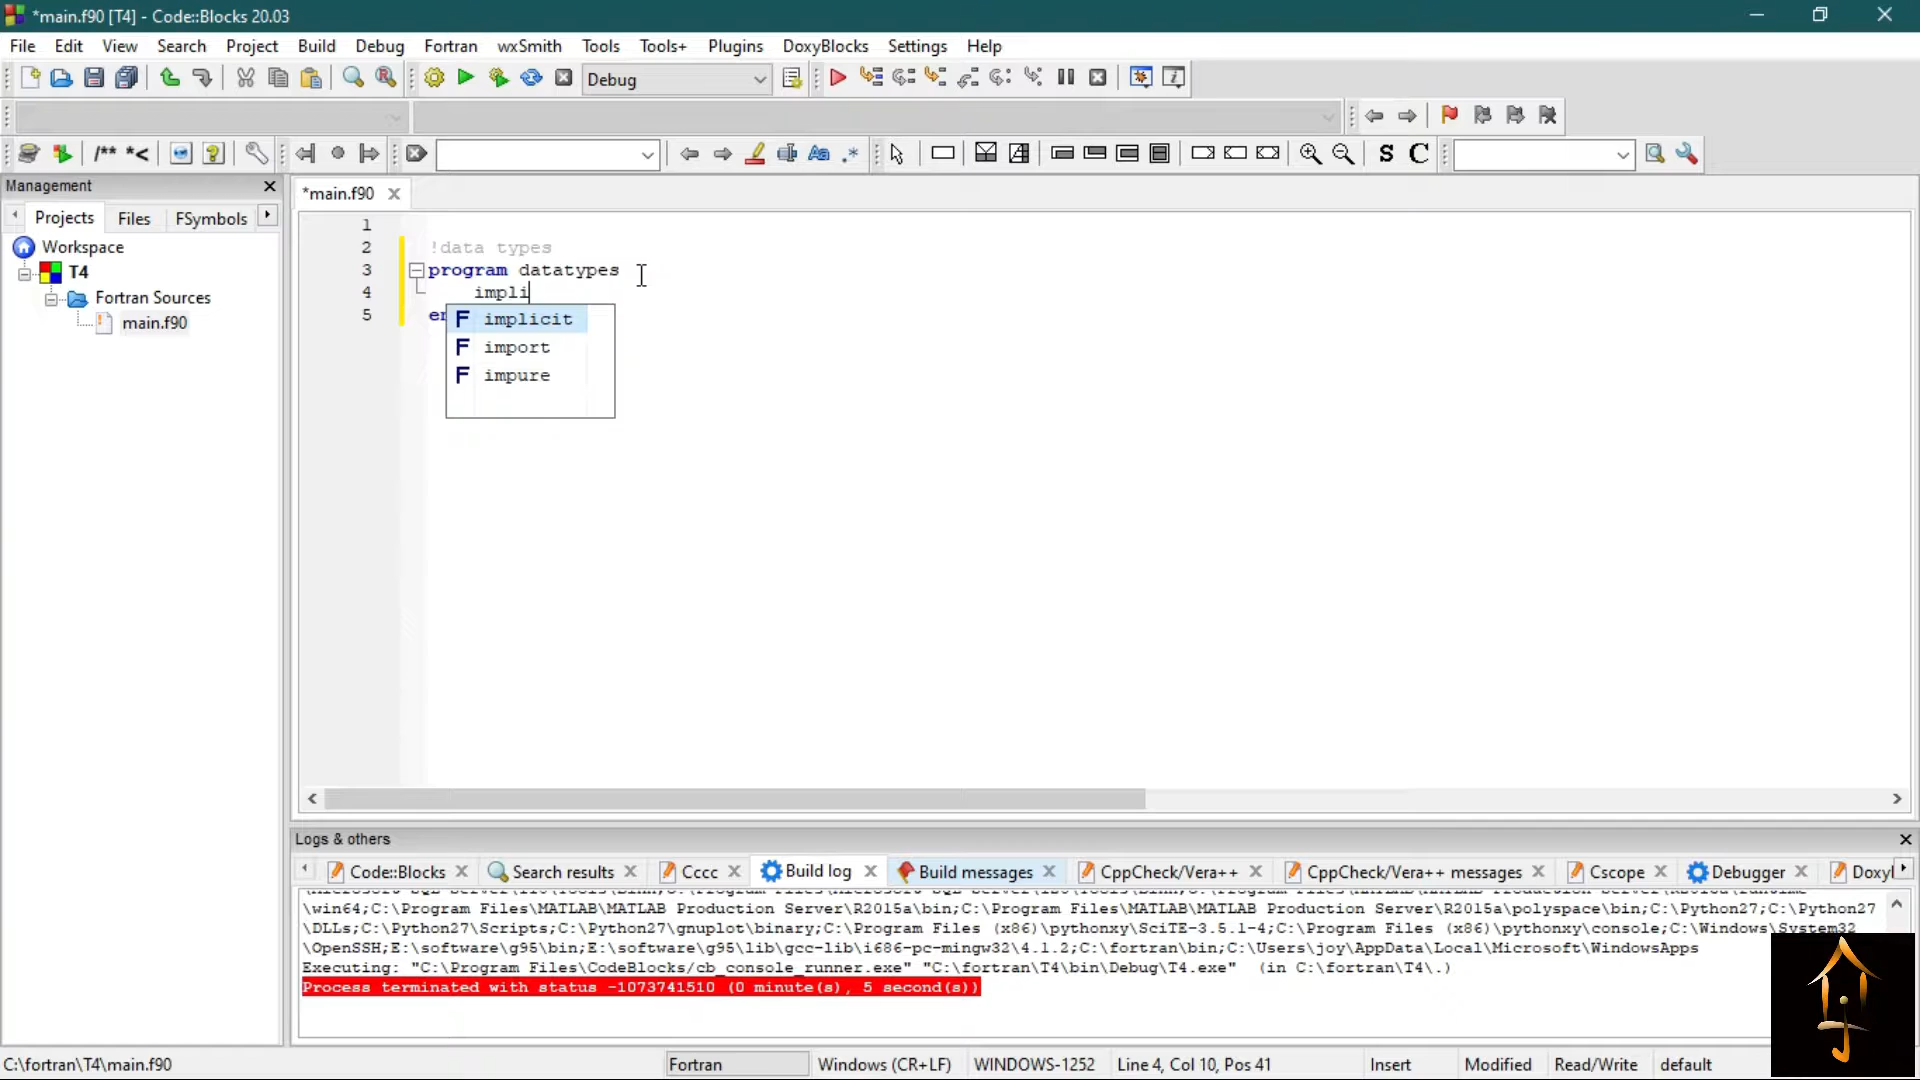 *main.f90 [T4] - Code::Blocks 20.03
File Edit View Search Project Build Debug Fortran wxSmith Tools Tools+ Plugins DoxyBlocks Settings Help
Debug
/** *< S C
Management
*main.f90
Projects Files FSymbols
Workspace
T4
Fortran Sources
main.f90
1
2 !data types
3 program datatypes
4 impli
5 en
implicit
import
impure
Logs & others
Code::Blocks Search results Cccc Build log Build messages CppCheck/Vera++ CppCheck/Vera++ messages Cscope Debugger Doxyl
\win64;C:\Program Files\MATLAB\MATLAB Production Server\R2015a\bin;C:\Program Files\MATLAB\MATLAB Production Server\R2015a\polyspace\bin;C:\Python27;C:\Python27
\DLLs;C:\Python27\Scripts;C:\Python27\gnuplot\binary;C:\Program Files (x86)\pythonxy\SciTE-3.5.1-4;C:\Program Files (x86)\pythonxy\console;C:\Windows\System32
\OpenSSH;E:\software\g95\bin;E:\software\g95\lib\gcc-lib\i686-pc-mingw32\4.1.2;C:\fortran\bin;C:\Users\joy\AppData\Local\Microsoft\WindowsApps
Executing: "C:\Program Files\CodeBlocks/cb_console_runner.exe" "C:\fortran\T4\bin\Debug\T4.exe" (in C:\fortran\T4\.)
Process terminated with status -1073741510 (0 minute(s), 5 second(s))
C:\fortran\T4\main.f90 Fortran Windows (CR+LF) WINDOWS-1252 Line 4, Col 10, Pos 41 Insert Modified Read/Write default